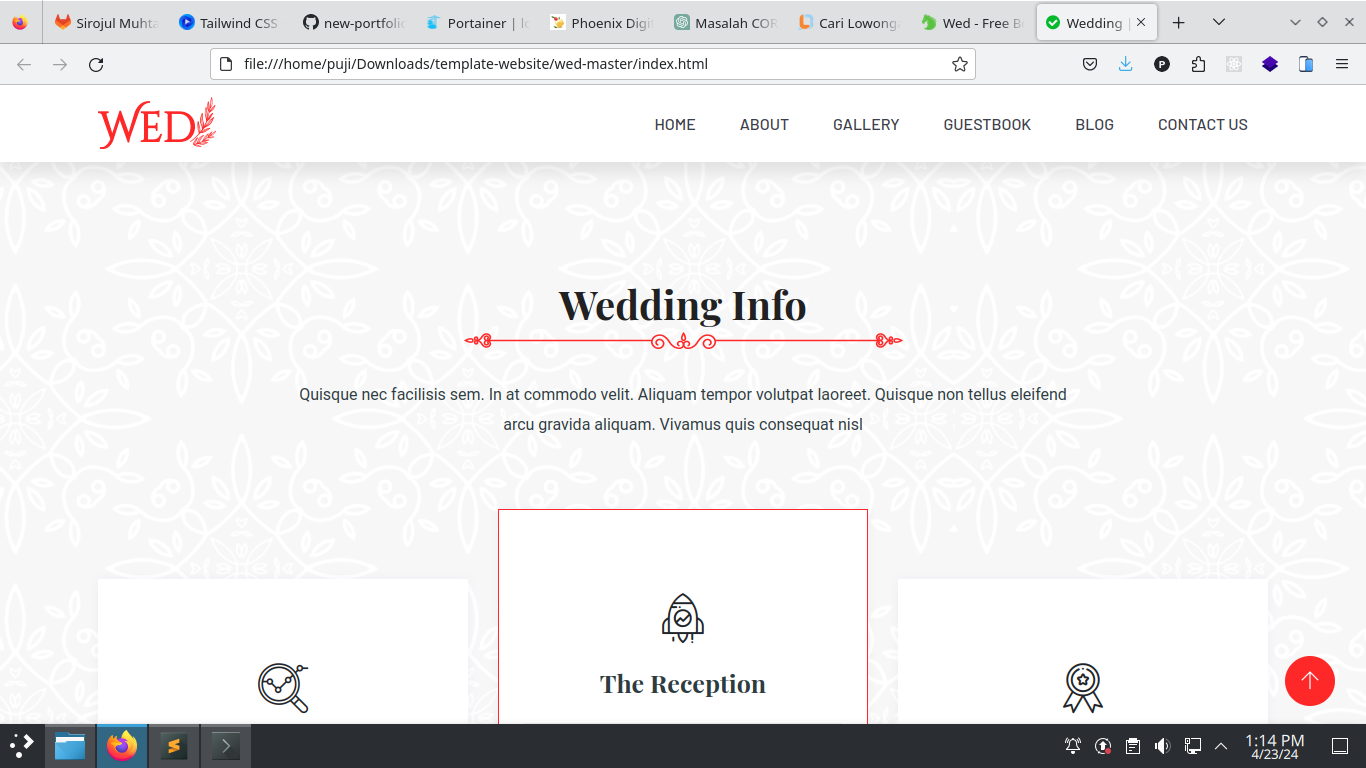 Sirojul Muhta
Tailwind CSS
new-portfolio
Portainer | lo
Phoenix Digi
Masalah COR
Cari Lowonga
Wed - Free B
Wedding |
file:///home/puji/Downloads/template-website/wed-master/index.html
WED
HOME
ABOUT
GALLERY
GUESTBOOK
BLOG
CONTACT US
Wedding Info
Quisque nec facilisis sem. In at commodo velit. Aliquam tempor volutpat laoreet. Quisque non tellus eleifend
arcu gravida aliquam. Vivamus quis consequat nisl
The Reception
1:14 PM
4/23/24